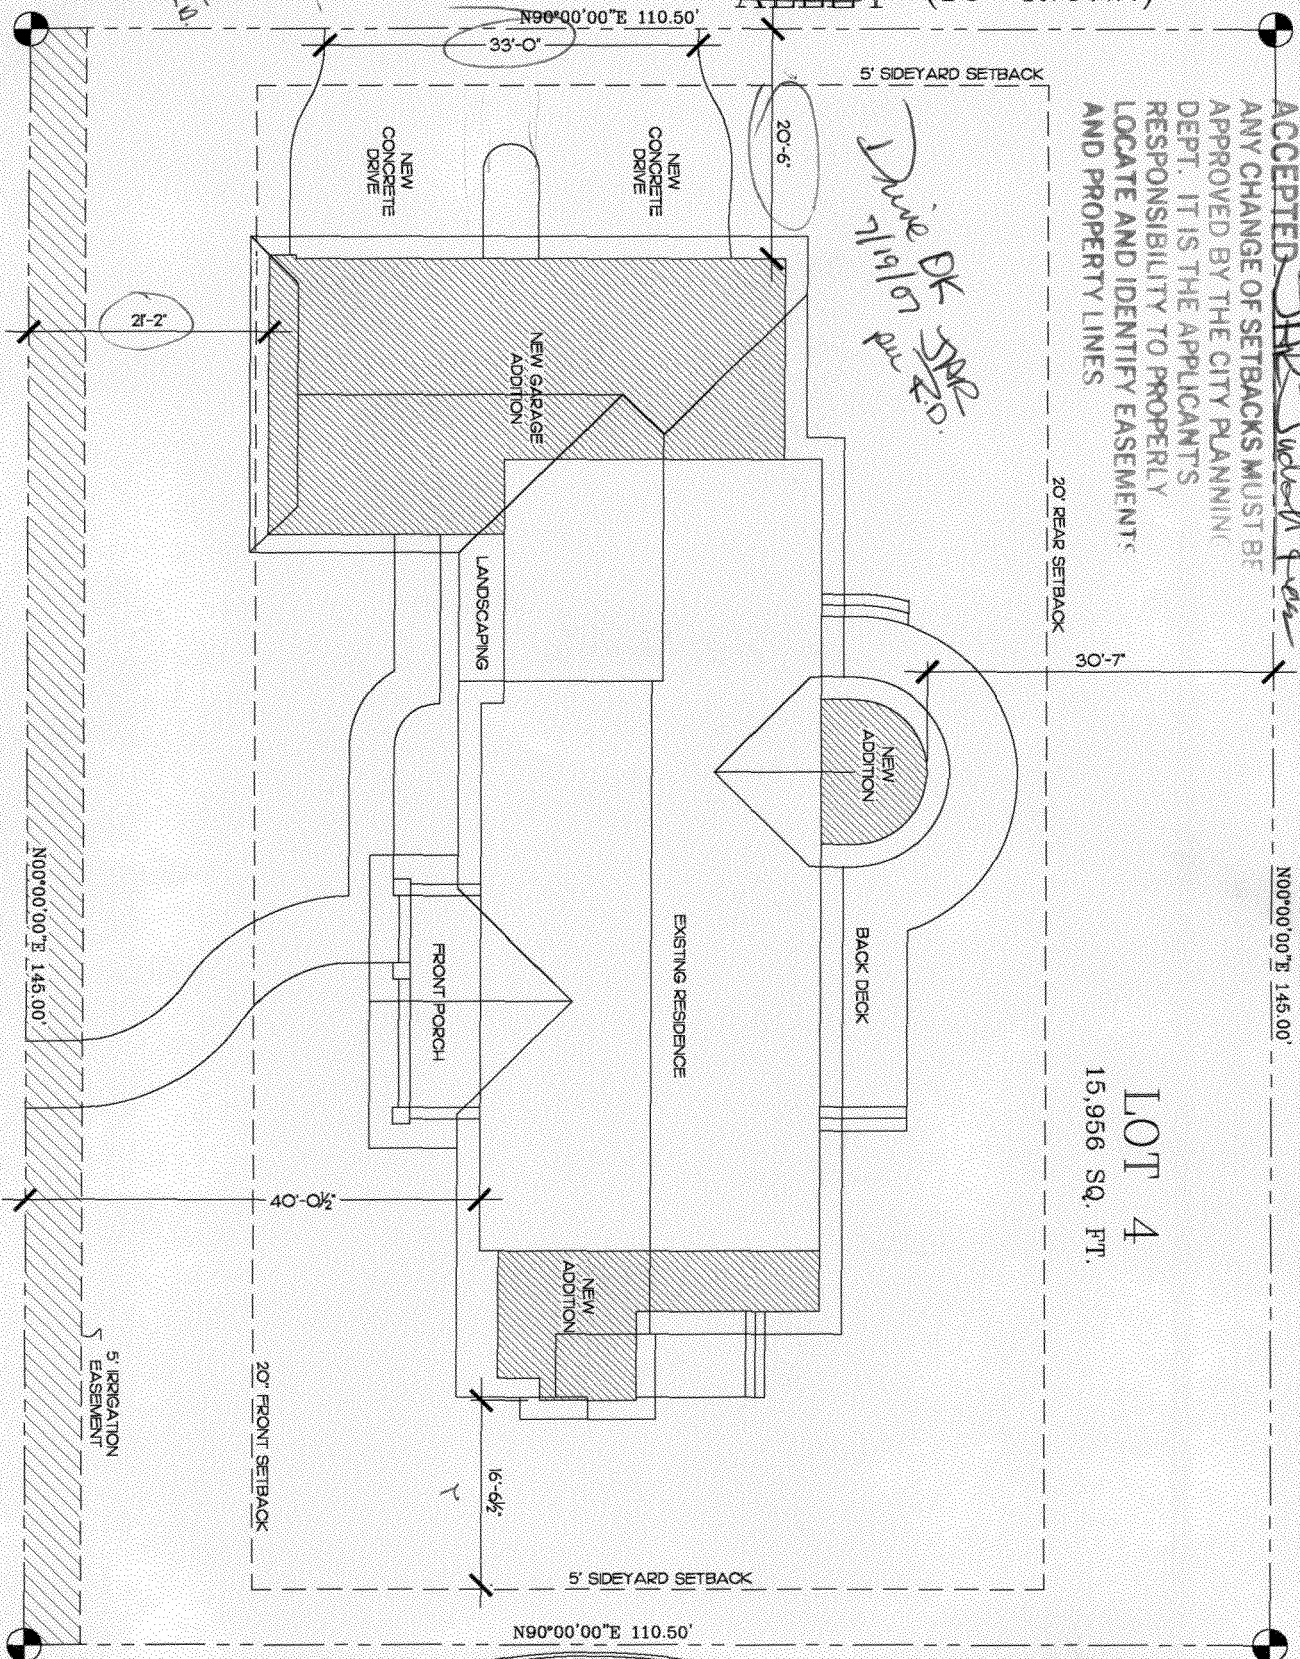 N90°00'00"E 110.50'
33'-0"
5' SIDEYARD SETBACK
20'-6"
NEW
CONCRETE
DRIVE
NEW
CONCRETE
DRIVE
Drive OK
7/19/07
per R.D.
ACCEPTED
ANY CHANGE OF SETBACKS MUST BE
APPROVED BY THE CITY PLANNING
DEPT. IT IS THE APPLICANT'S
RESPONSIBILITY TO PROPERLY
LOCATE AND IDENTIFY EASEMENTS
AND PROPERTY LINES
21'-2"
NEW GARAGE
ADDITION
20' REAR SETBACK
LANDSCAPING
30'-7"
NEW
ADDITION
N00°00'00"E 145.00'
N00°00'00"E 145.00'
FRONT PORCH
EXISTING RESIDENCE
BACK DECK
LOT 4
15,956 SQ. FT.
40'-0½"
NEW
ADDITION
5' IRRIGATION
EASEMENT
20" FRONT SETBACK
16'-6½"
5' SIDEYARD SETBACK
N90°00'00"E 110.50'